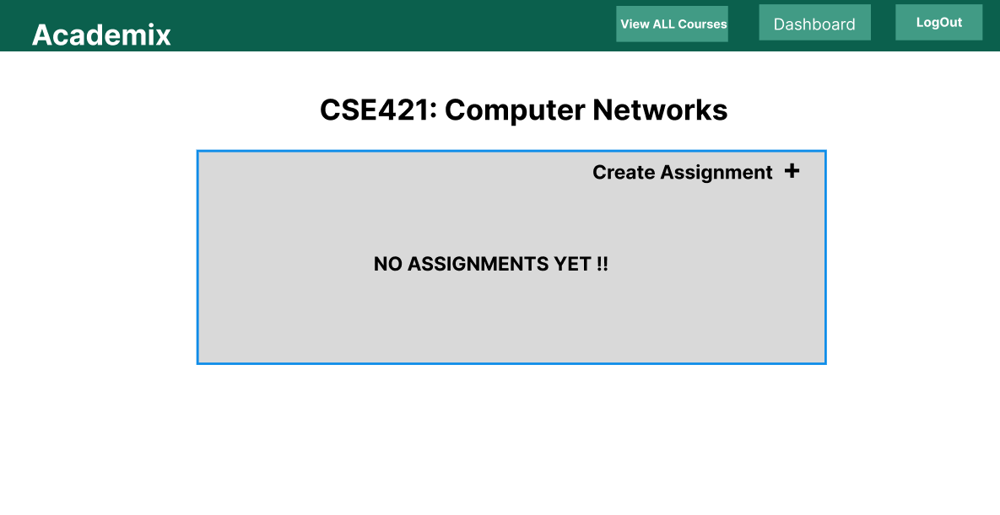 Academix
View ALL Courses
Dashboard
LogOut
CSE421: Computer Networks
Create Assignment +
NO ASSIGNMENTS YET !!